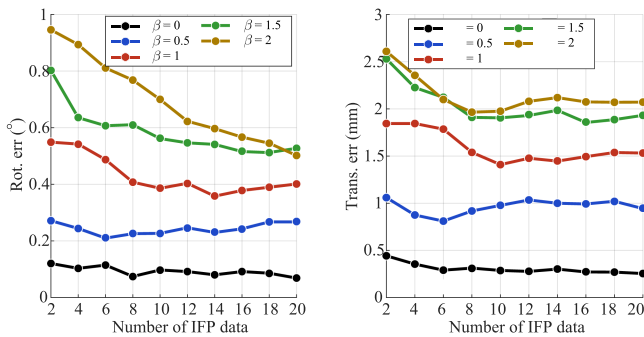 1
0.8
0.6
0.4
0.2
0
Rot. err (°)
β = 0
β = 0.5
β = 1
β = 1.5
β = 2
2 4 6 8 10 12 14 16 18 20
Number of IFP data
3
2.5
2
1.5
1
0.5
0
Trans. err (mm)
= 0
= 0.5
= 1
= 1.5
= 2
2 4 6 8 10 12 14 16 18 20
Number of IFP data